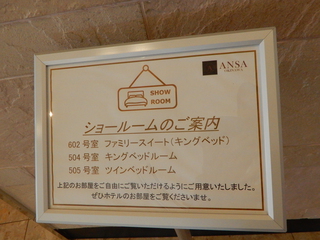 ANSA
SHOW
ROOM
ショールームのご案内
602 号室 ファミリースイート(キングベッド)
504 号室 キングベッドルーム
505 号室 ツインベッドルーム
上記のお部屋をご自由にご覧いただけるようにご用意いたしました。
ぜひホテルのお部屋をご覧くださいませ。